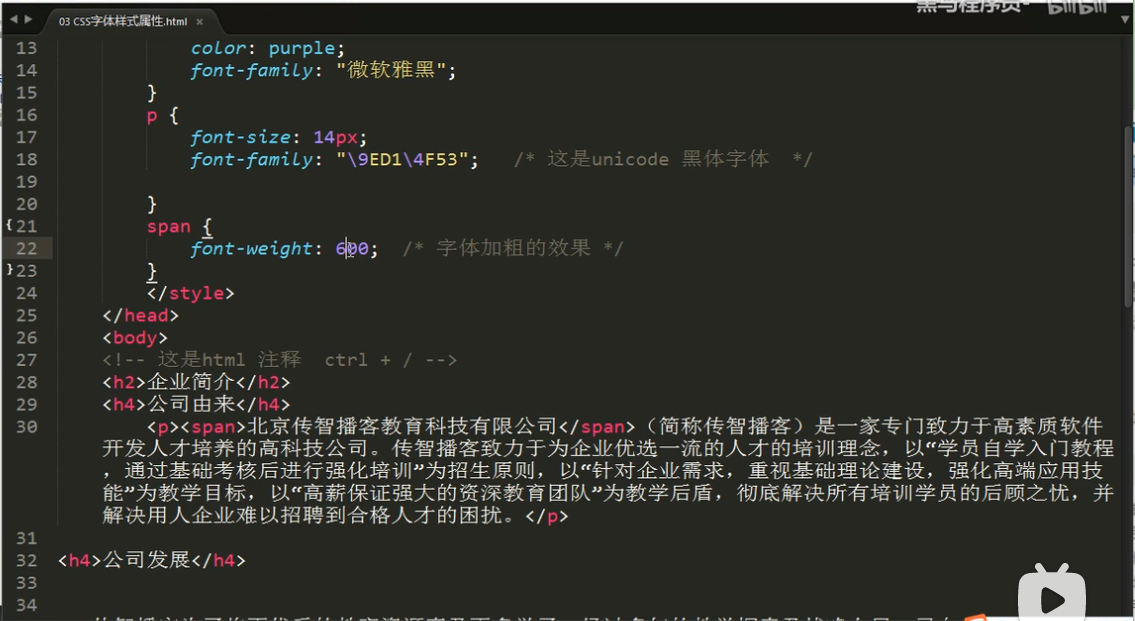 黑马程序员- bilibili
03 CSS字体样式属性.html ×
13 color: purple;
14 font-family: "微软雅黑";
15 }
16 p {
17 font-size: 14px;
18 font-family: "\9ED1\4F53"; /* 这是unicode 黑体字体 */
19
20 }
{21 span {
22 font-weight: 600; /* 字体加粗的效果 */
}23 }
24 </style>
25 </head>
26 <body>
27 <!-- 这是html 注释 ctrl + / -->
28 <h2>企业简介</h2>
29 <h4>公司由来</h4>
30 <p><span>北京传智播客教育科技有限公司</span>（简称传智播客）是一家专门致力于高素质软件
开发人才培养的高科技公司。传智播客致力于为企业优选一流的人才的培训理念，以“学员自学入门教程
，通过基础考核后进行强化培训”为招生原则，以“针对企业需求，重视基础理论建设，强化高端应用技
能”为教学目标，以“高薪保证强大的资深教育团队”为教学后盾，彻底解决所有培训学员的后顾之忧，并
解决用人企业难以招聘到合格人才的困扰。</p>
31
32 <h4>公司发展</h4>
33
34